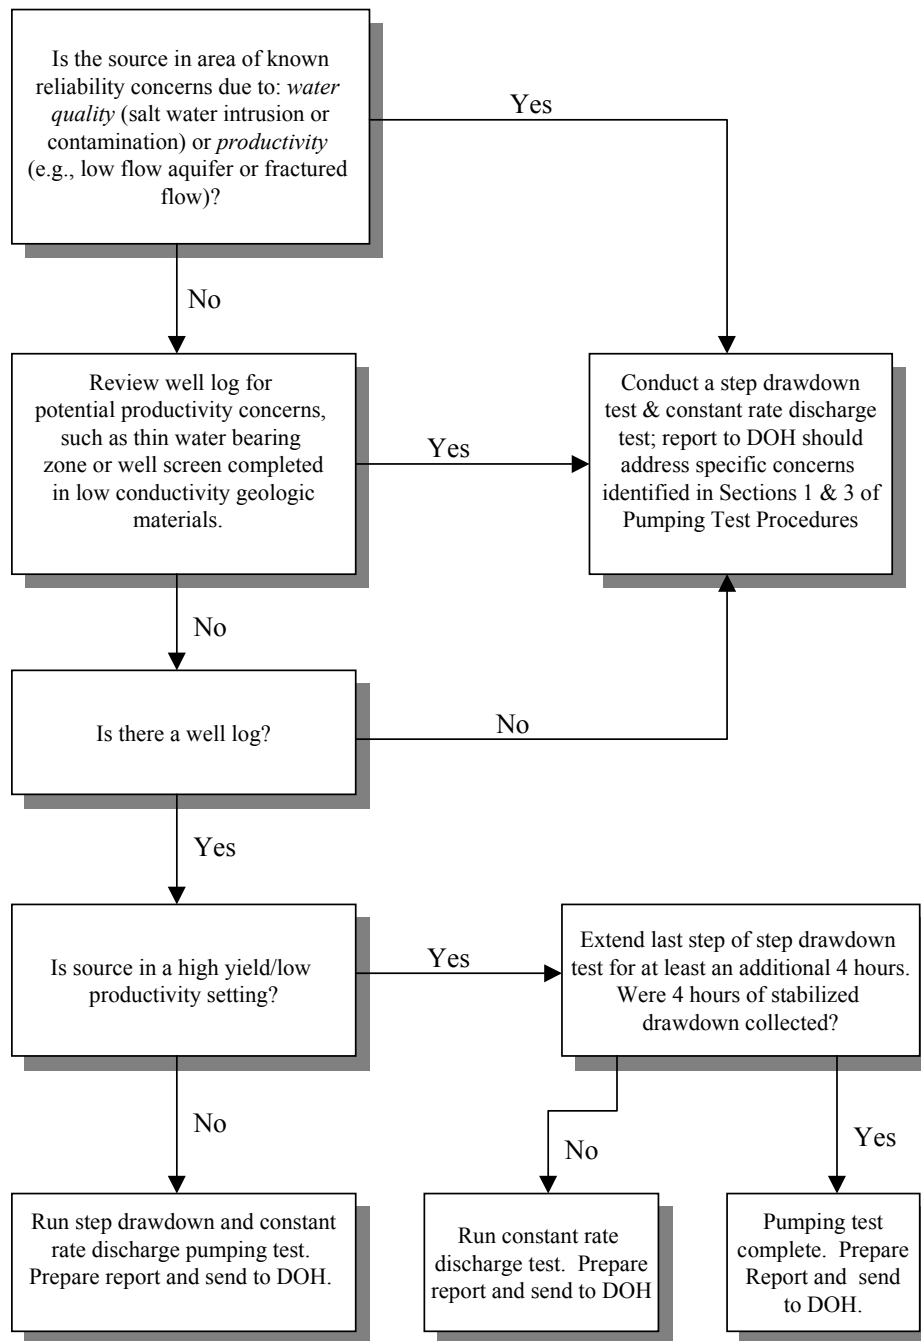 Is the source in area of known
reliability concerns due to: water
quality (salt water intrusion or
contamination) or productivity
(e.g., low flow aquifer or fractured
flow)?
Yes
No
Review well log for
potential productivity concerns,
such as thin water bearing
zone or well screen completed
in low conductivity geologic
materials.
Yes
Conduct a step drawdown
test & constant rate discharge
test; report to DOH should
address specific concerns
identified in Sections 1 & 3 of
Pumping Test Procedures
No
Is there a well log?
No
Yes
Is source in a high yield/low
productivity setting?
Yes
Extend last step of step drawdown
test for at least an additional 4 hours.
Were 4 hours of stabilized
drawdown collected?
No
No
Yes
Run step drawdown and constant
rate discharge pumping test.
Prepare report and send to DOH.
Run constant rate
discharge test.  Prepare
report and send to DOH
Pumping test
complete.  Prepare
Report and  send
to DOH.